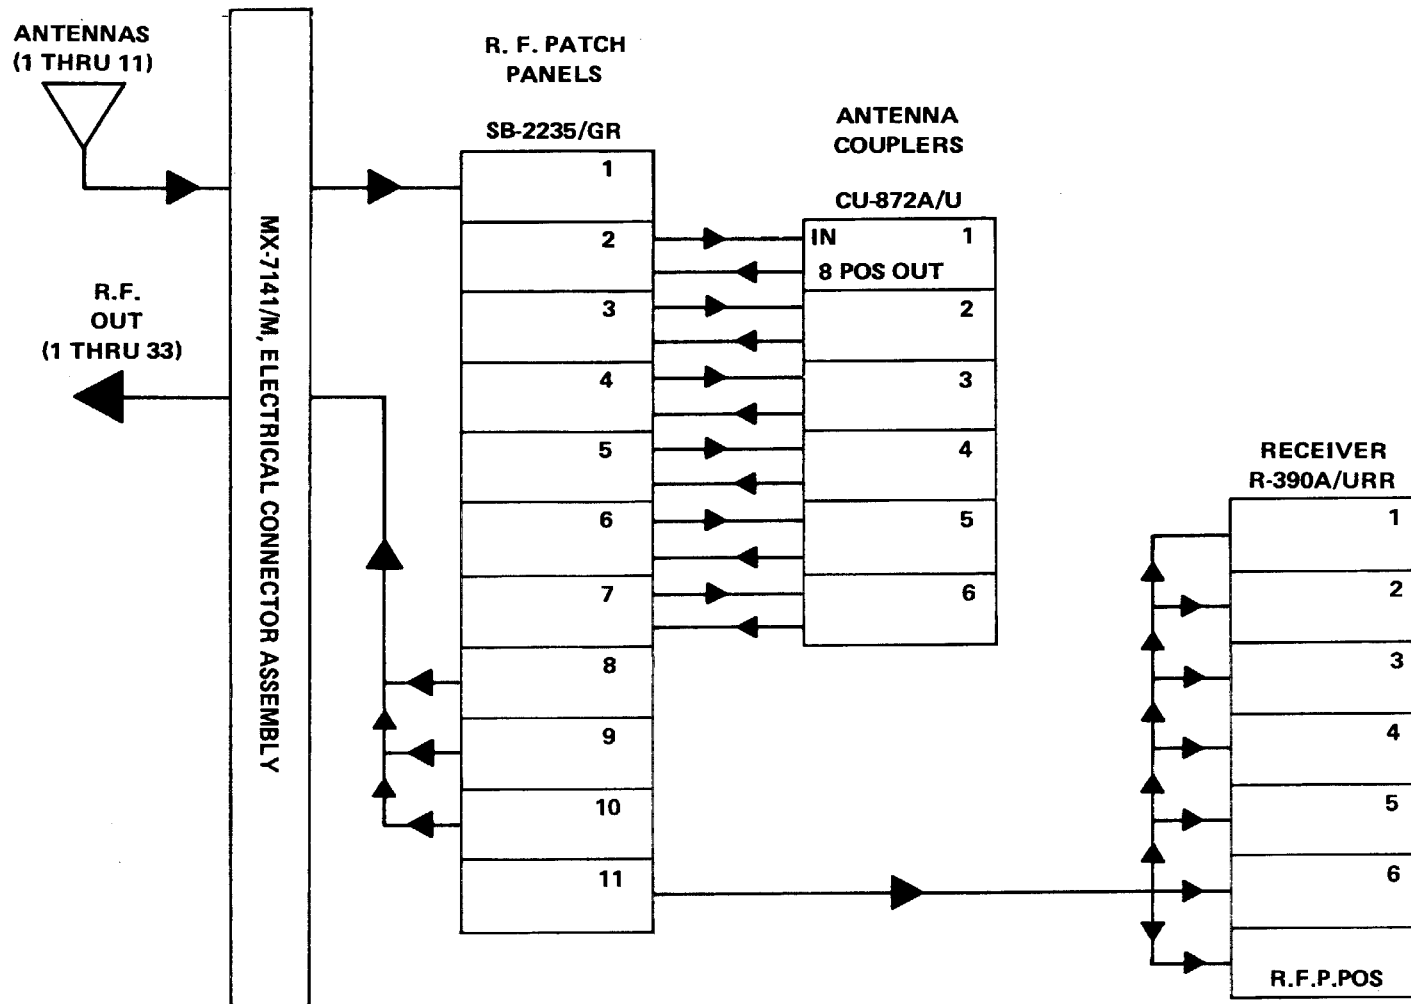 ANTENNAS
(1 THRU 11)
R.F.
OUT
(1 THRU 33)
MX-7141/M, ELECTRICAL CONNECTOR ASSEMBLY
R. F. PATCH
PANELS
SB-2235/GR
1
2
3
4
5
6
7
8
9
10
11
ANTENNA
COUPLERS
CU-872A/U
IN 1
8 POS OUT
2
3
4
5
6
RECEIVER
R-390A/URR
1
2
3
4
5
6
R.F.P.POS